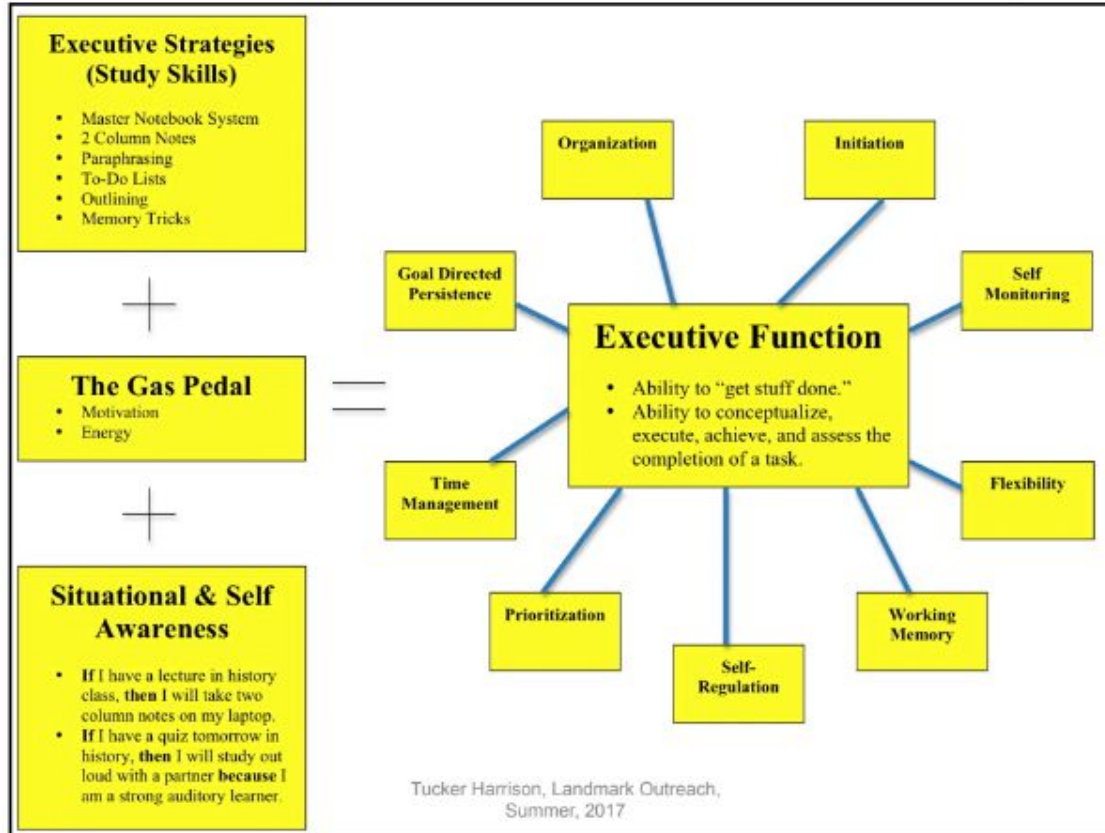 Executive Strategies
(Study Skills)
• Master Notebook System
• 2 Column Notes
• Paraphrasing
• To-Do Lists
• Outlining
• Memory Tricks
+
The Gas Pedal
• Motivation
• Energy
+
Situational & Self
Awareness
• If I have a lecture in history
class, then I will take two
column notes on my laptop.
• If I have a quiz tomorrow in
history, then I will study out
loud with a partner because I
am a strong auditory learner.
=
Organization
Initiation
Goal Directed
Persistence
Self
Monitoring
Executive Function
• Ability to “get stuff done.”
• Ability to conceptualize,
execute, achieve, and assess the
completion of a task.
Time
Management
Flexibility
Prioritization
Working
Memory
Self-
Regulation
Tucker Harrison, Landmark Outreach,
Summer, 2017